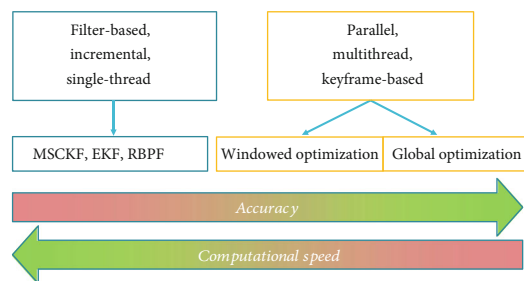 Filter-based,
incremental,
single-thread
Parallel,
multithread,
keyframe-based
MSCKF, EKF, RBPF
Windowed optimization
Global optimization
Accuracy
Computational speed